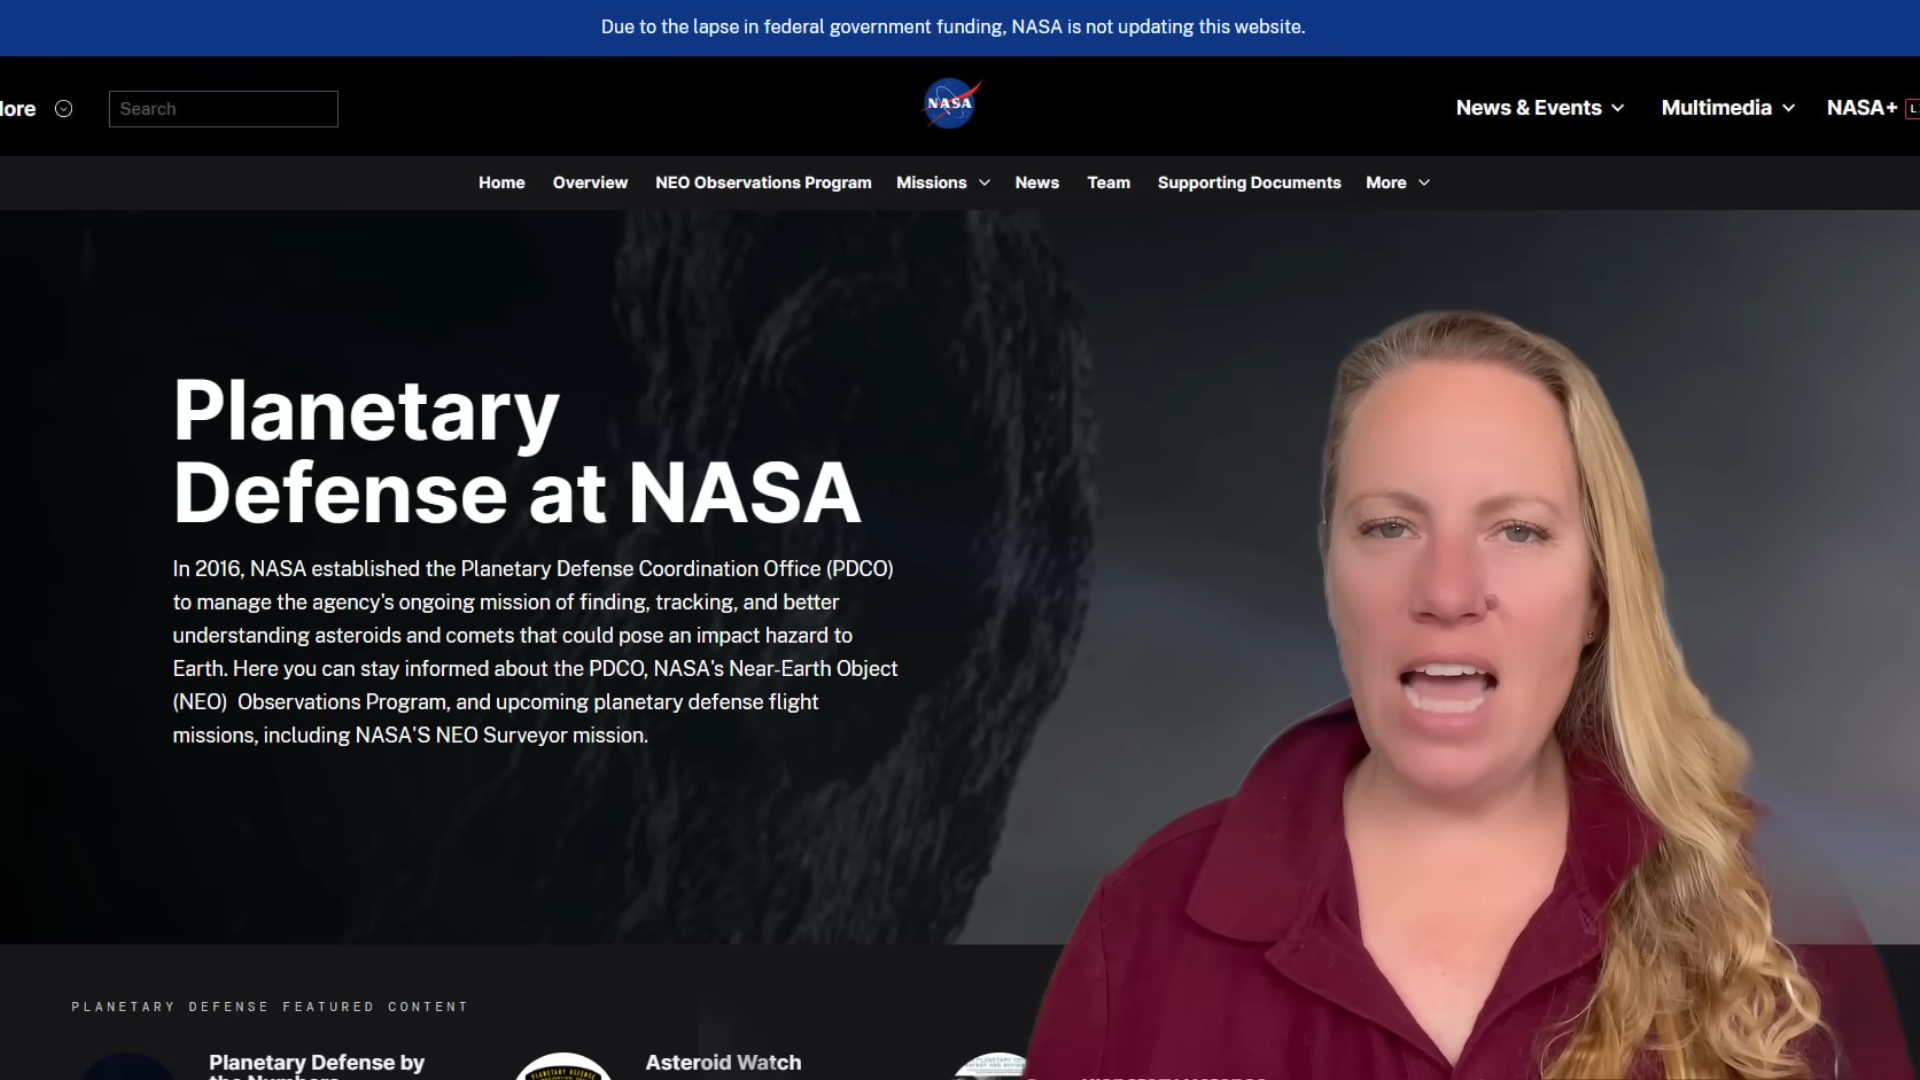 Due to the lapse in federal government funding, NASA is not updating this website.
Search
NASA
News & Events
Multimedia
NASA+
Home
Overview
NEO Observations Program
Missions
News
Team
Supporting Documents
More
Planetary
Defense at NASA
In 2016, NASA established the Planetary Defense Coordination Office (PDCO)
to manage the agency's ongoing mission of finding, tracking, and better
understanding asteroids and comets that could pose an impact hazard to
Earth. Here you can stay informed about the PDCO, NASA's Near-Earth Object
(NEO) Observations Program, and upcoming planetary defense flight
missions, including NASA'S NEO Surveyor mission.
PLANETARY DEFENSE FEATURED CONTENT
Planetary Defense by
Asteroid Watch
PLANETARY DEFENSE